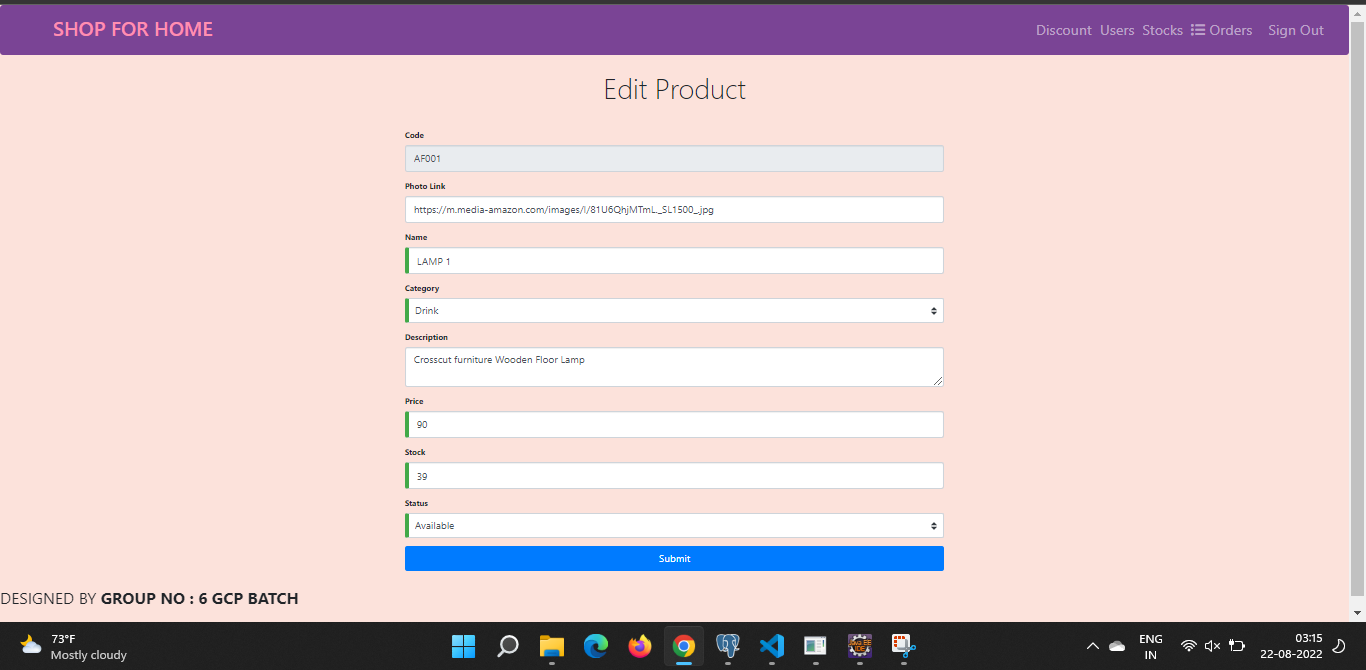 SHOP FOR HOME
Discount Users Stocks Orders Sign Out
Edit Product
Code
AF001
Photo Link
https://m.media-amazon.com/images/I/81U6QhjMTmL._SL1500_.jpg
Name
LAMP 1
Category
Drink
Description
Crosscut furniture Wooden Floor Lamp
Price
90
Stock
39
Status
Available
Submit
DESIGNED BY GROUP NO : 6 GCP BATCH
73°F
Mostly cloudy
ENG
IN
03:15
22-08-2022